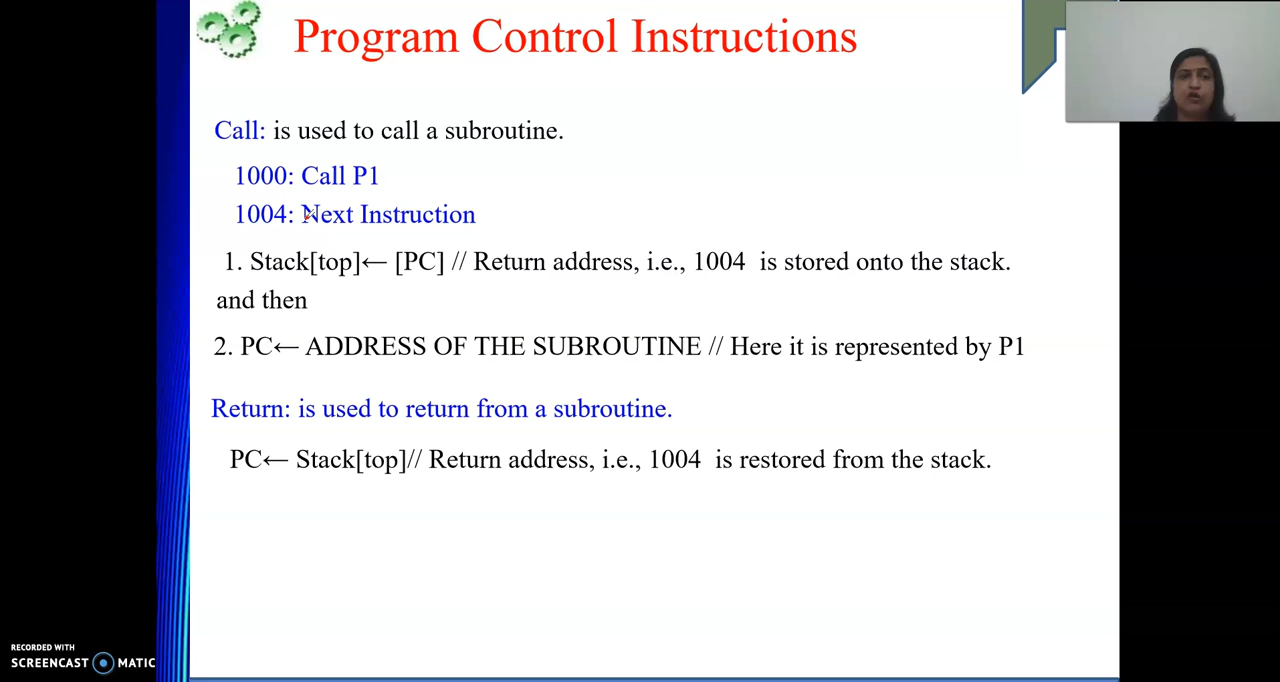 Program Control Instructions
Call: is used to call a subroutine.
1000: Call P1
1004: Next Instruction
1. Stack[top]← [PC] // Return address, i.e., 1004 is stored onto the stack.
and then
2. PC← ADDRESS OF THE SUBROUTINE // Here it is represented by P1
Return: is used to return from a subroutine.
PC← Stack[top]// Return address, i.e., 1004 is restored from the stack.
RECORDED WITH
SCREENCAST MATIC